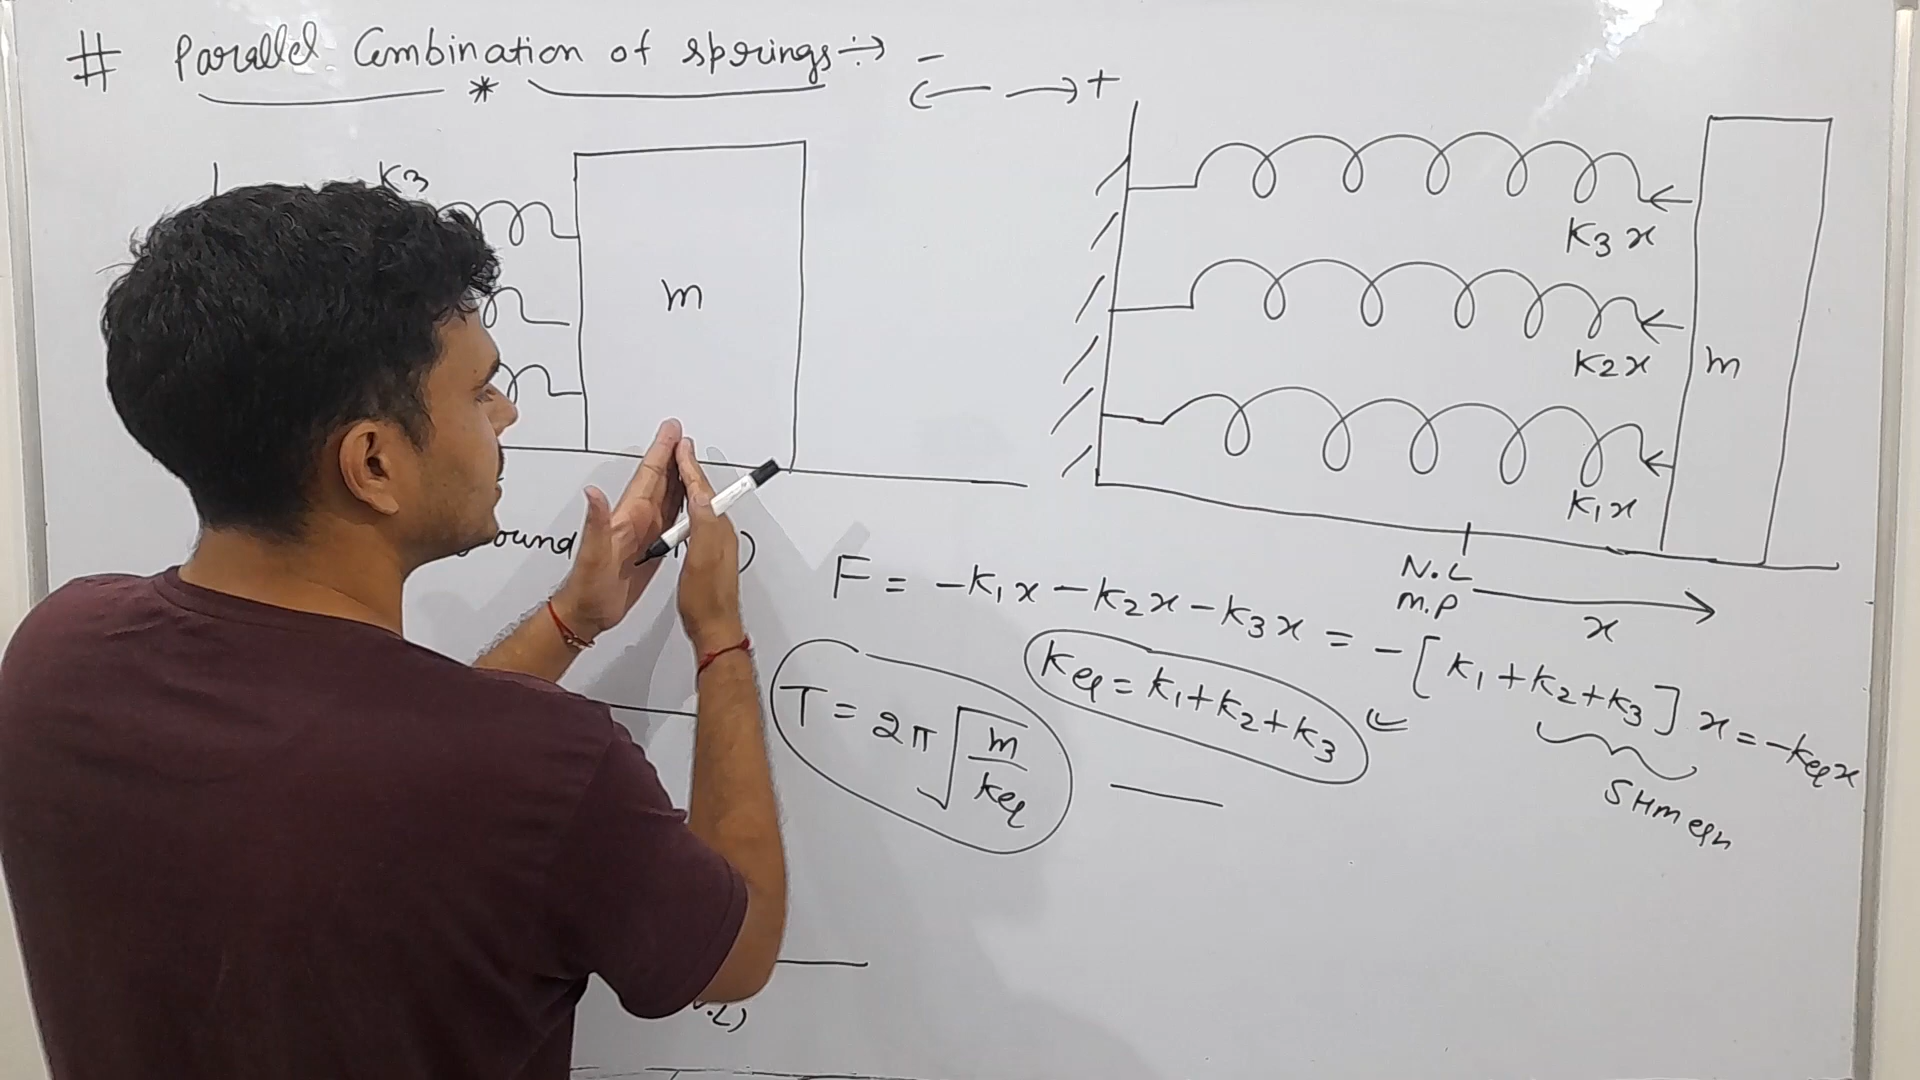 # Parallel Combination of springs :→
*
- ← → +
K3
m
K3 x
K2 x
K1 x
m
N.L
M.P
x
F = -K1x - K2x - K3x = -[K1 + K2 + K3] x = -Keq x
SHM eqn
Keq = K1 + K2 + K3
T = 2π √(m/Keq)